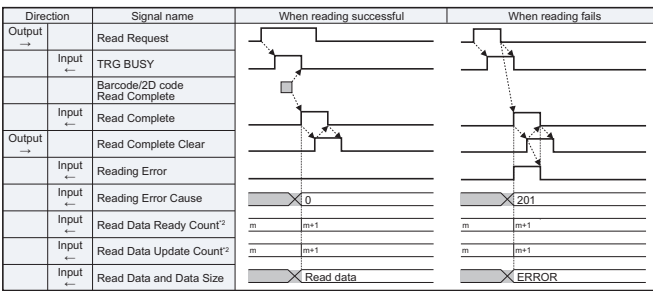 Direction Signal name When reading successful When reading fails
Output → Read Request
Input ← TRG BUSY
Barcode/2D code Read Complete
Input ← Read Complete
Output → Read Complete Clear
Input ← Reading Error
Input ← Reading Error Cause 0 201
Input ← Read Data Ready Count*2 m m+1 m m+1
Input ← Read Data Update Count*2 m m+1 m m+1
Input ← Read Data and Data Size Read data ERROR